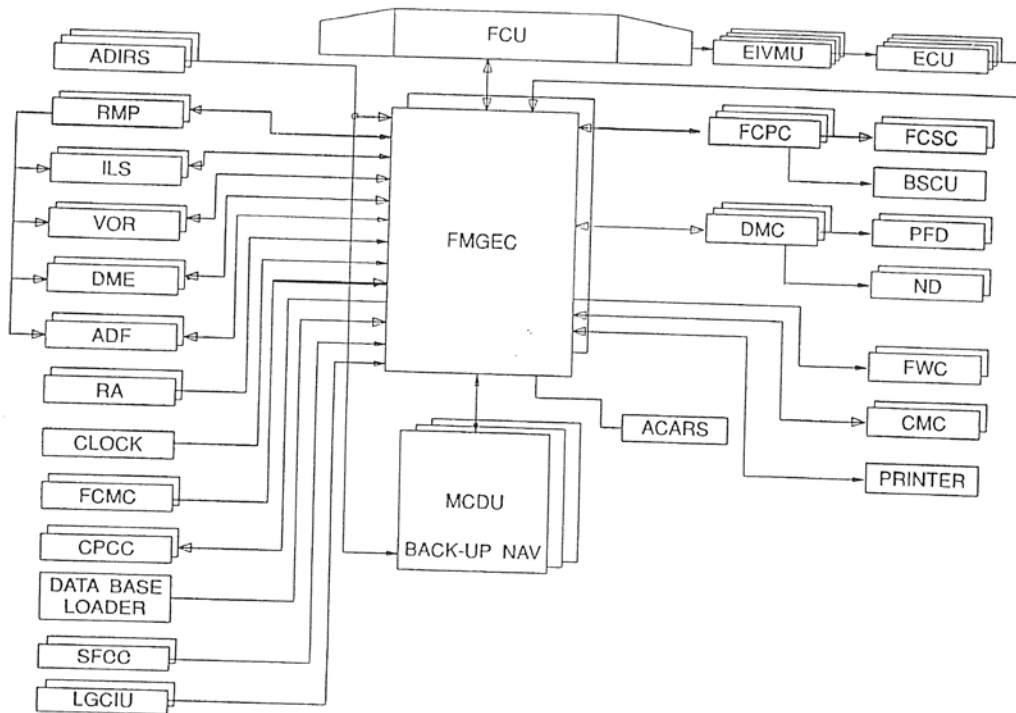 FCU
ADIRS
EIVMU
ECU
RMP
FCPC
FCSC
ILS
BSCU
VOR
FMGEC
DMC
PFD
DME
ND
ADF
FWC
RA
ACARS
CMC
CLOCK
PRINTER
FCMC
MCDU
CPCC
BACK-UP NAV
DATA BASE
LOADER
SFCC
LGCIU